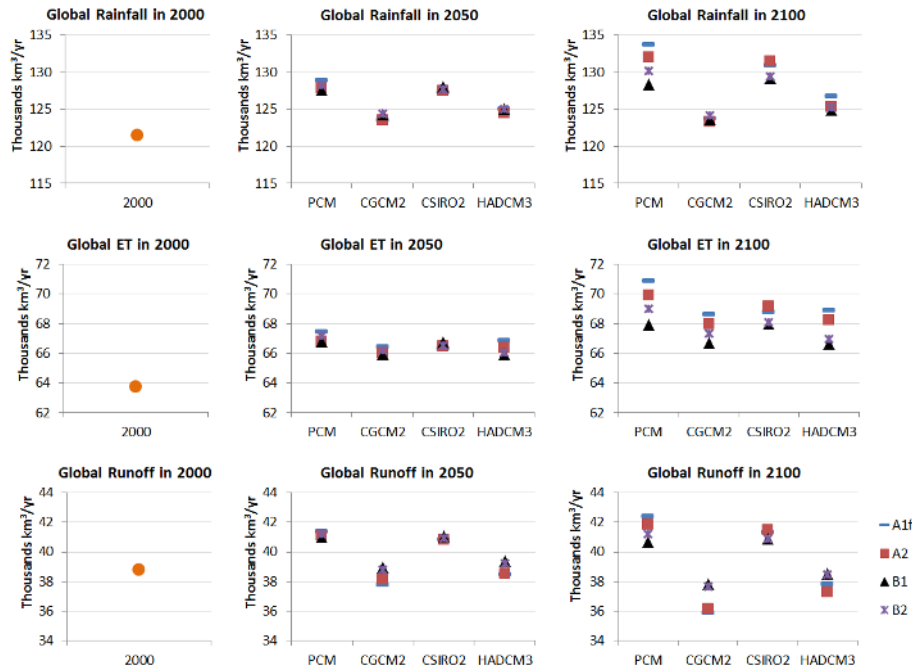 Global Rainfall in 2000
Thousands km³/yr
135
130
125
120
115
2000
Global Rainfall in 2050
Thousands km³/yr
135
130
125
120
115
PCM CGCM2 CSIRO2 HADCM3
Global Rainfall in 2100
Thousands km³/yr
135
130
125
120
115
PCM CGCM2 CSIRO2 HADCM3
Global ET in 2000
Thousands km³/yr
72
70
68
66
64
62
2000
Global ET in 2050
Thousands km³/yr
72
70
68
66
64
62
PCM CGCM2 CSIRO2 HADCM3
Global ET in 2100
Thousands km³/yr
72
70
68
66
64
62
PCM CGCM2 CSIRO2 HADCM3
Global Runoff in 2000
Thousands km³/yr
44
42
40
38
36
34
2000
Global Runoff in 2050
Thousands km³/yr
44
42
40
38
36
34
PCM CGCM2 CSIRO2 HADCM3
Global Runoff in 2100
Thousands km³/yr
44
42
40
38
36
34
PCM CGCM2 CSIRO2 HADCM3
A1f
A2
B1
B2